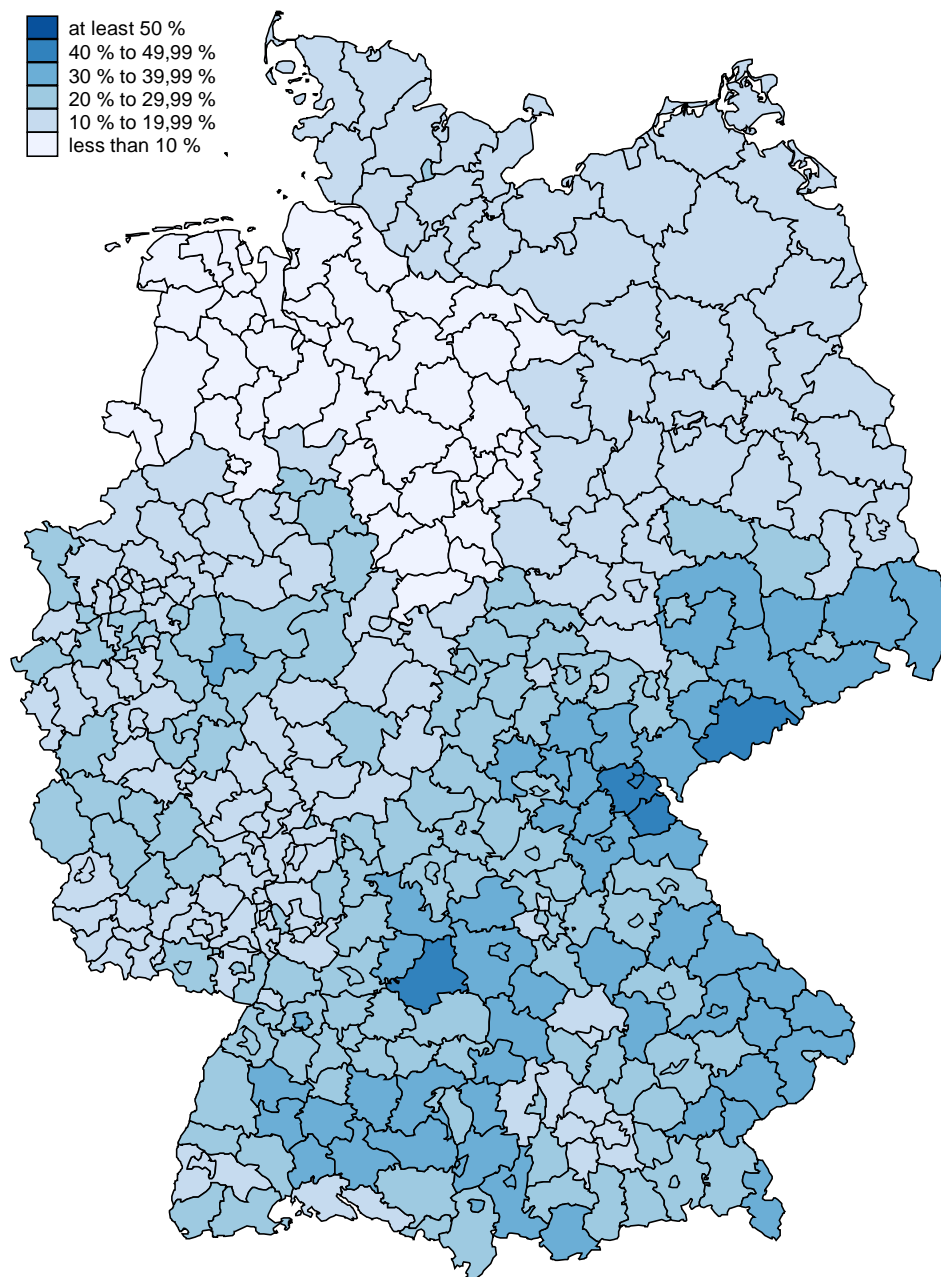 at least 50 %
40 % to 49,99 %
30 % to 39,99 %
20 % to 29,99 %
10 % to 19,99 %
less than 10 %